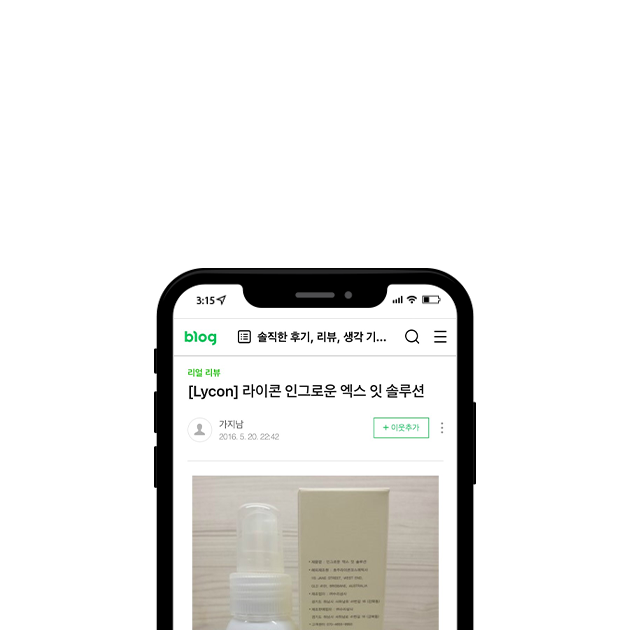 3:15
blog
솔직한 후기, 리뷰, 생각 기...
리얼 리뷰
[Lycon] 라이콘 인그로운 엑스 잇 솔루션
가지남
2016. 5. 20. 22:42
+ 이웃추가